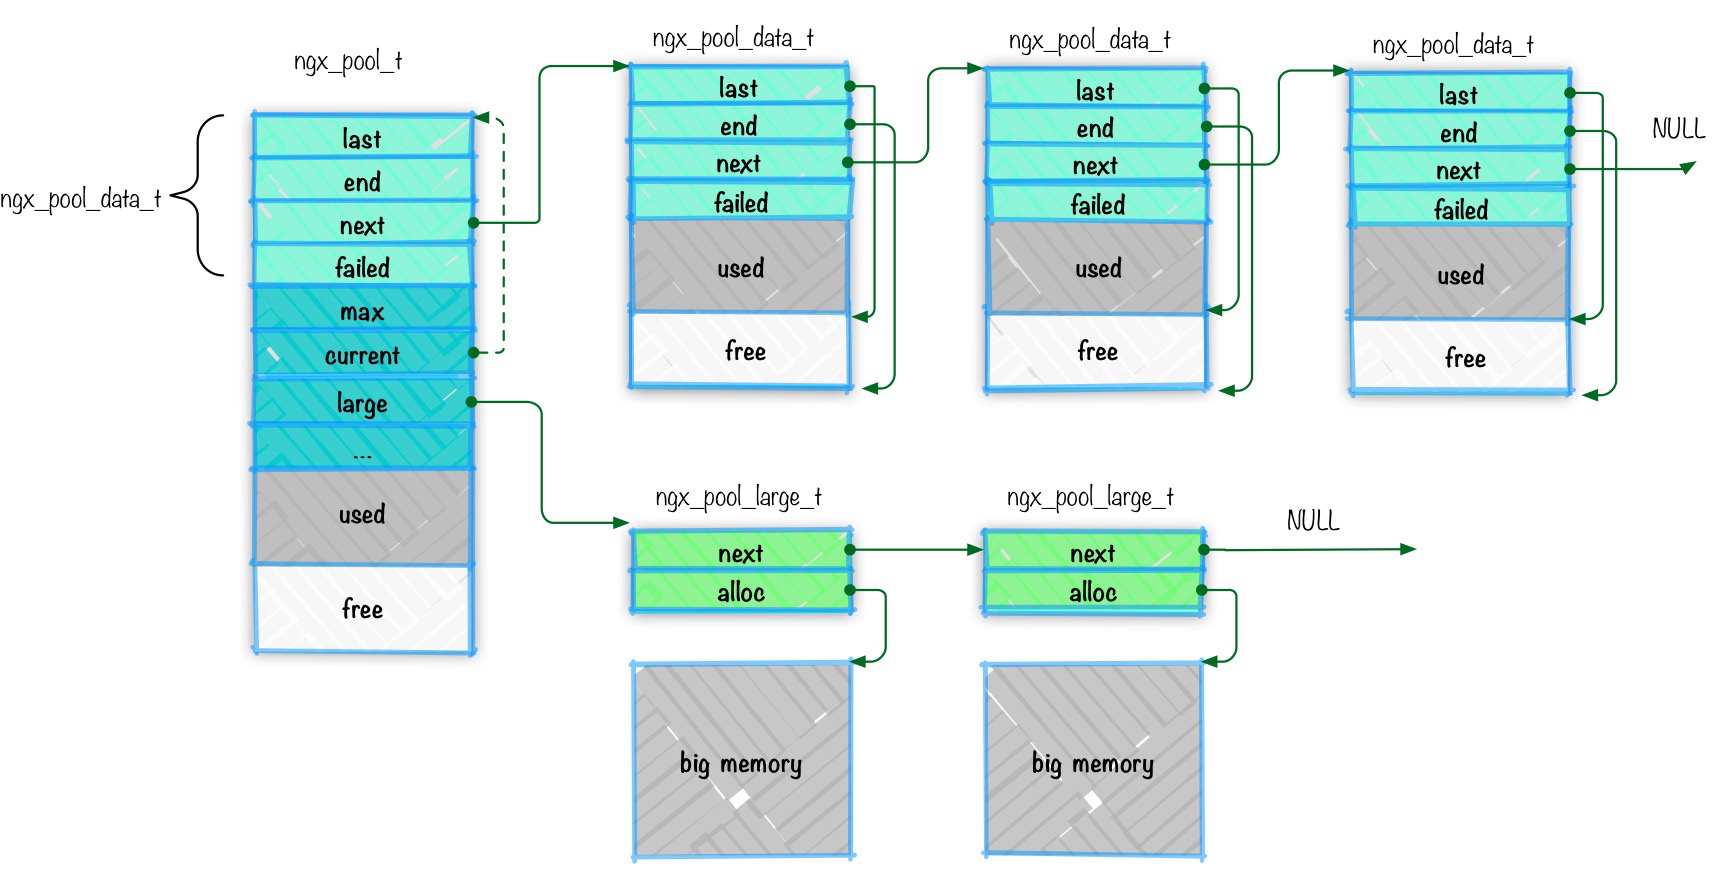 ngx_pool_t
ngx_pool_data_t
last
end
next
failed
max
current
large
...
used
free
ngx_pool_data_t
last
end
next
failed
used
free
ngx_pool_data_t
last
end
next
failed
used
free
ngx_pool_data_t
last
end
next
failed
used
free
NULL
ngx_pool_large_t
next
alloc
big memory
ngx_pool_large_t
next
alloc
big memory
NULL